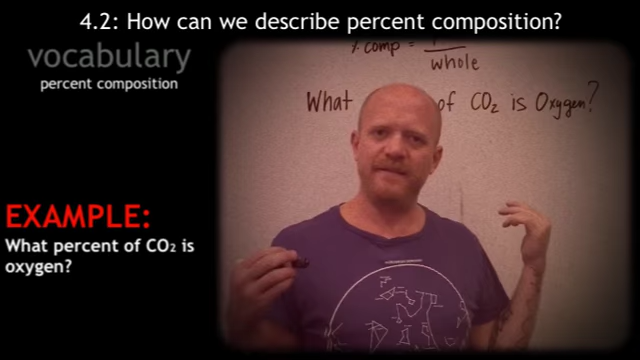 4.2: How can we describe percent composition?
vocabulary
percent composition
% comp =
whole
What of CO₂ is Oxygen?
EXAMPLE:
What percent of CO₂ is
oxygen?